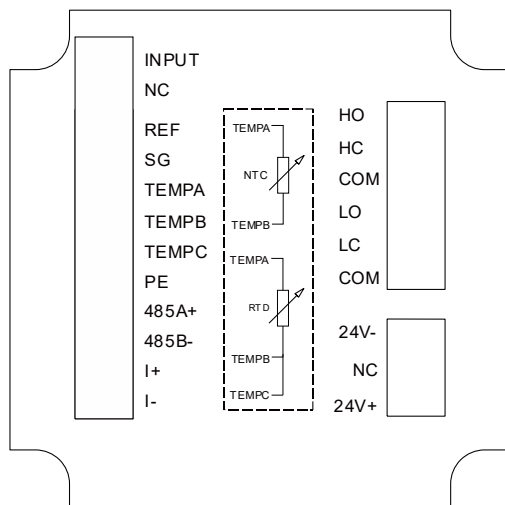 INPUT
NC
REF
SG
TEMPA
TEMPB
TEMPC
PE
485A+
485B-
I+
I-
TEMPA
NTC
TEMPB
TEMPA
RTD
TEMPB
TEMPC
HO
HC
COM
LO
LC
COM
24V-
NC
24V+